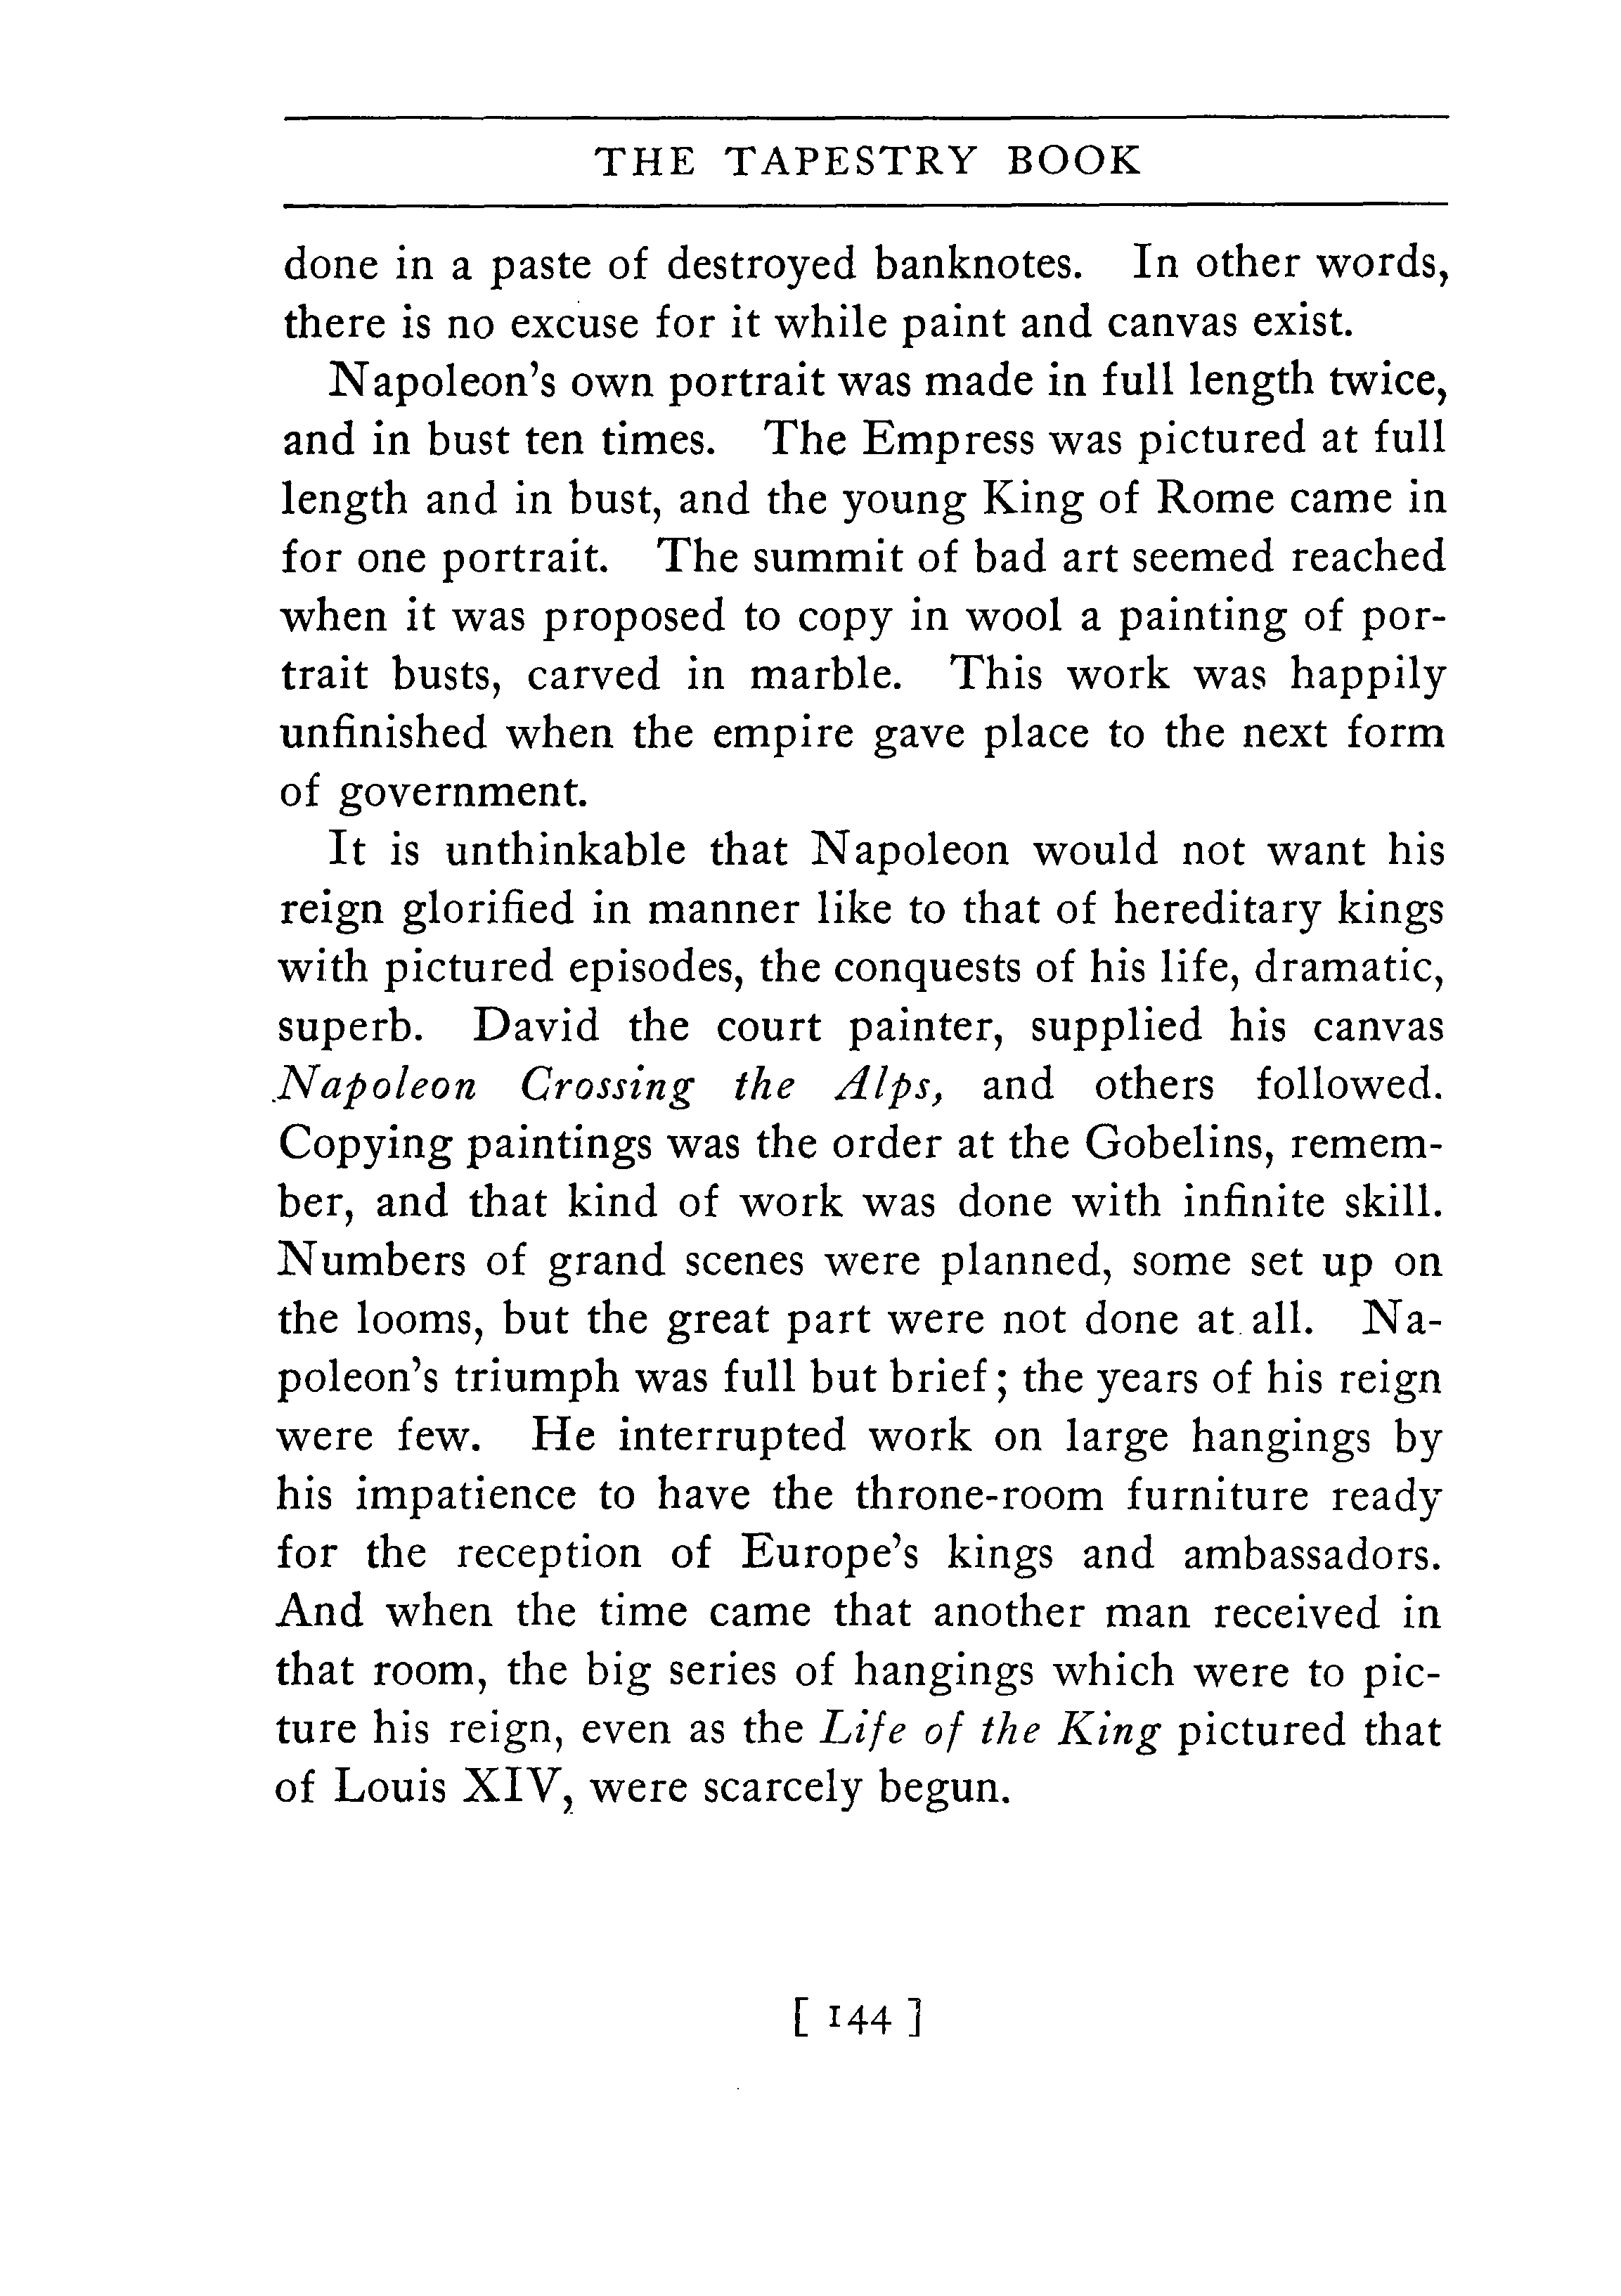 THE TAPESTRY BOOK
done in a paste of destroyed banknotes. In other words,
there is no excuse for it while paint and canvas exist.
Napoleon's own portrait was made in full length twice,
and in bust ten times. The Empress was pictured at full
length and in bust, and the young King of Rome came in
for one portrait. The summit of bad art seemed reached
when it was proposed to copy in wool a painting of por-
trait busts, carved in marble. This work was happily
unfinished when the empire gave place to the next form
of government.
It is unthinkable that Napoleon would not want his
reign glorified in manner like to that of hereditary kings
with pictured episodes, the conquests of his life, dramatic,
superb. David the court painter, supplied his canvas
Napoleon Crossing the Alps, and others followed.
Copying paintings was the order at the Gobelins, remem-
ber, and that kind of work was done with infinite skill.
Numbers of grand scenes were planned, some set up on
the looms, but the great part were not done at all. Na-
poleon's triumph was full but brief; the years of his reign
were few. He interrupted work on large hangings by
his impatience to have the throne-room furniture ready
for the reception of Europe's kings and ambassadors.
And when the time came that another man received in
that room, the big series of hangings which were to pic-
ture his reign, even as the Life of the King pictured that
of Louis XIV, were scarcely begun.
[ 144 ]